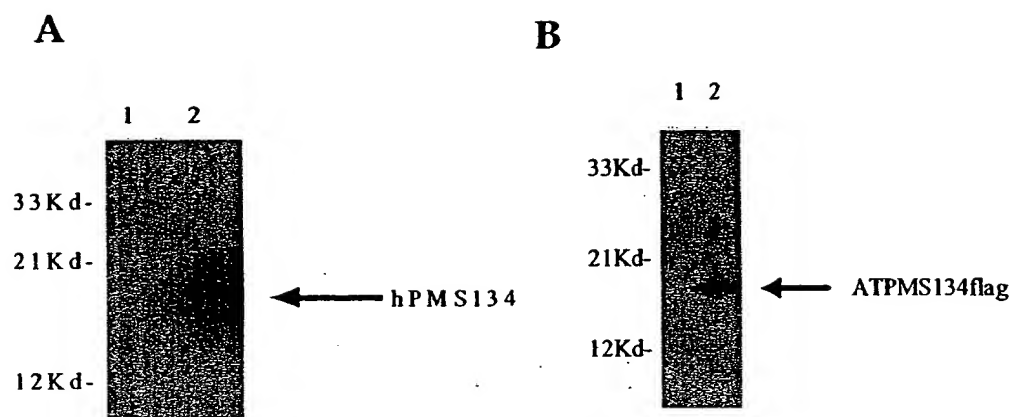 A
1 2
33Kd-
21Kd-
hPMS134
12Kd-
B
1 2
33Kd-
21Kd-
ATPMS134flag
12Kd-